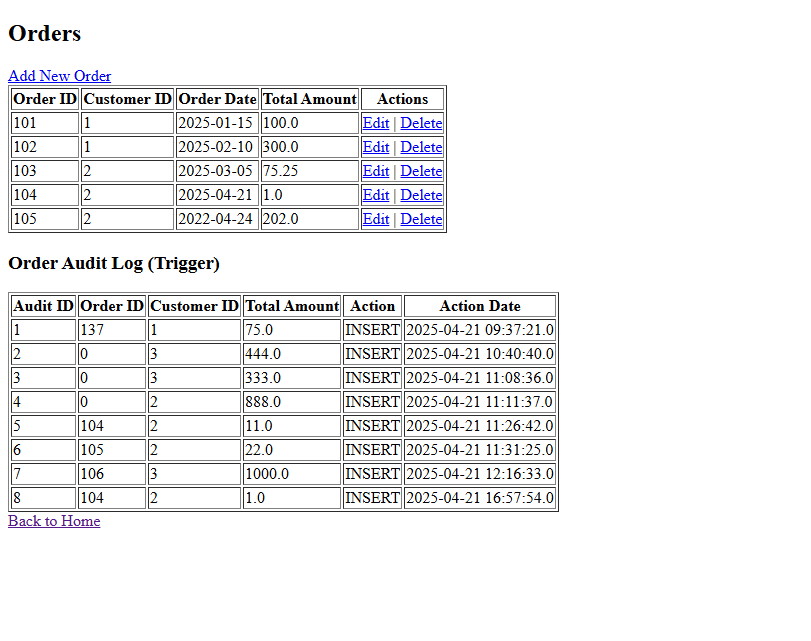 Orders
Add New Order
Order ID Customer ID Order Date Total Amount Actions
101 1 2025-01-15 100.0 Edit | Delete
102 1 2025-02-10 300.0 Edit | Delete
103 2 2025-03-05 75.25 Edit | Delete
104 2 2025-04-21 1.0 Edit | Delete
105 2 2022-04-24 202.0 Edit | Delete
Order Audit Log (Trigger)
Audit ID Order ID Customer ID Total Amount Action Action Date
1 137 1 75.0 INSERT 2025-04-21 09:37:21.0
2 0 3 444.0 INSERT 2025-04-21 10:40:40.0
3 0 3 333.0 INSERT 2025-04-21 11:08:36.0
4 0 2 888.0 INSERT 2025-04-21 11:11:37.0
5 104 2 11.0 INSERT 2025-04-21 11:26:42.0
6 105 2 22.0 INSERT 2025-04-21 11:31:25.0
7 106 3 1000.0 INSERT 2025-04-21 12:16:33.0
8 104 2 1.0 INSERT 2025-04-21 16:57:54.0
Back to Home